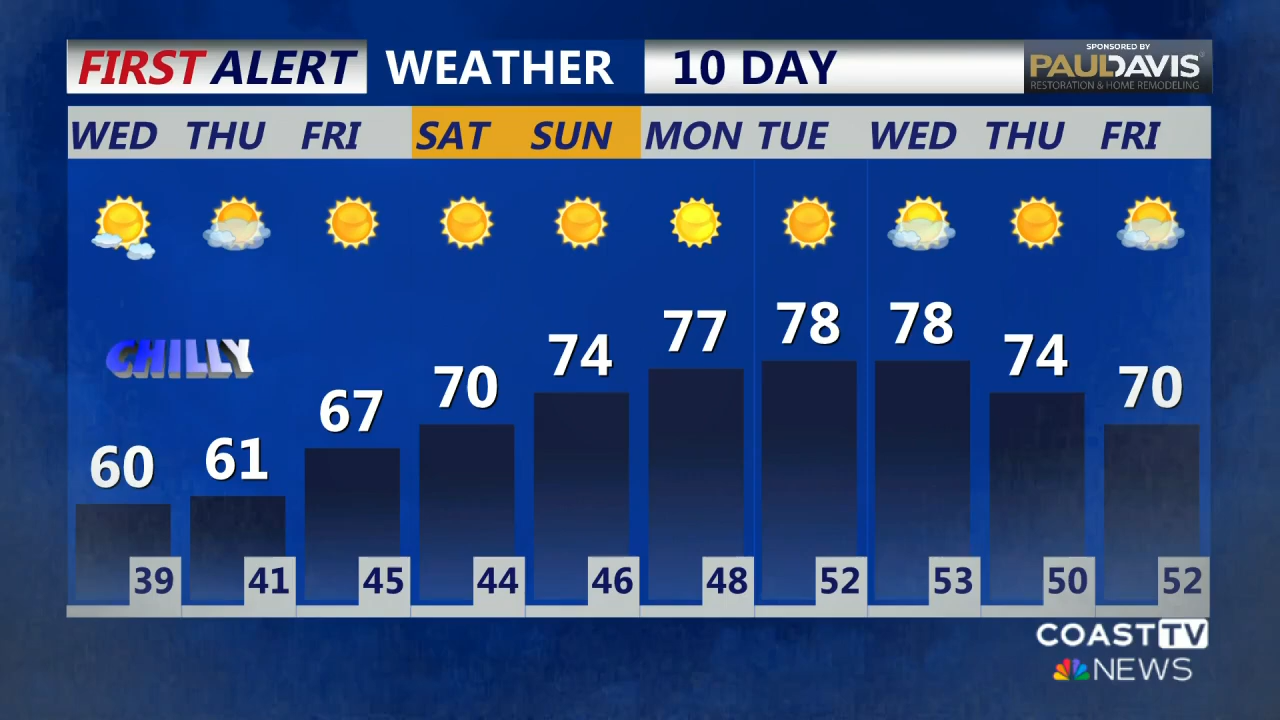 FIRST ALERT WEATHER 10 DAY
SPONSORED BY
PAUL DAVIS
RESTORATION & HOME REMODELING
WED THU FRI SAT SUN MON TUE WED THU FRI
CHILLY
60 61 67 70 74 77 78 78 74 70
39 41 45 44 46 48 52 53 50 52
COAST TV
NEWS